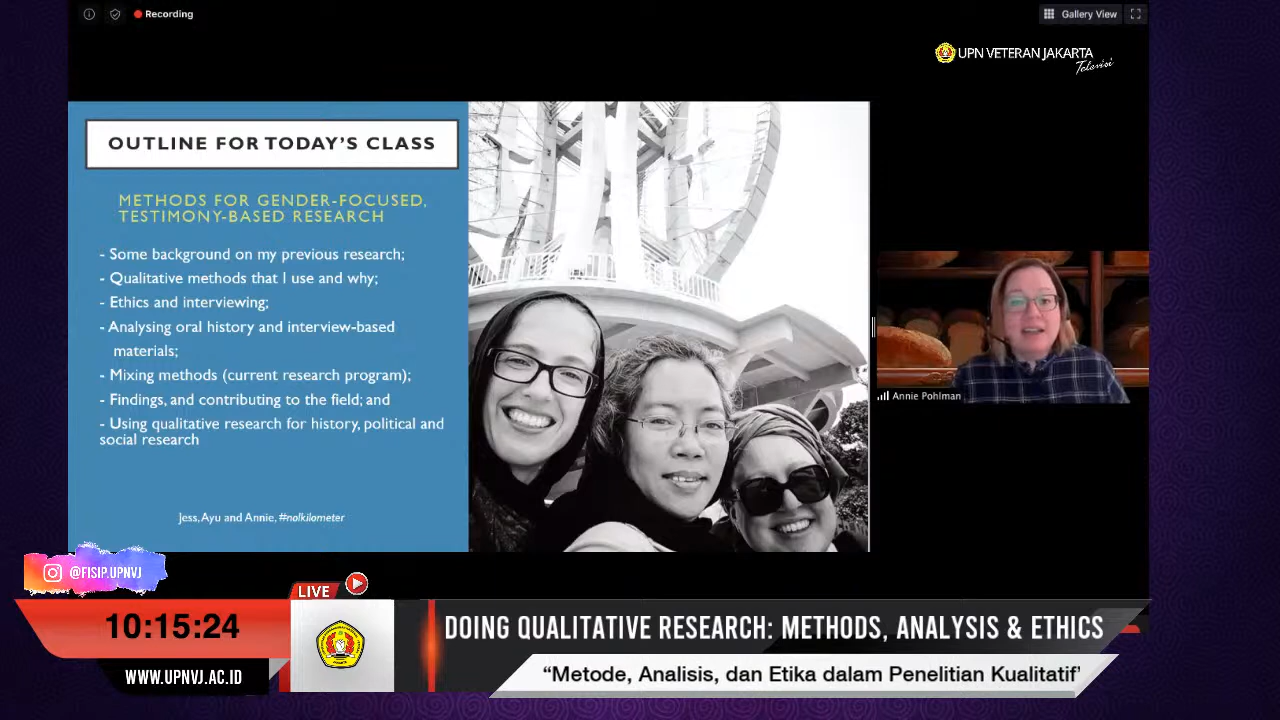 Recording
Gallery View
UPN VETERAN JAKARTA
Televisi
OUTLINE FOR TODAY'S CLASS
METHODS FOR GENDER-FOCUSED,
TESTIMONY-BASED RESEARCH
- Some background on my previous research;
- Qualitative methods that I use and why;
- Ethics and interviewing;
- Analysing oral history and interview-based
materials;
- Mixing methods (current research program);
- Findings, and contributing to the field; and
- Using qualitative research for history, political and
social research
Jess, Ayu and Annie, #nolkilometer
Annie Pohlman
@FISIP.UPNVJ
LIVE
10:15:24
DOING QUALITATIVE RESEARCH: METHODS, ANALYSIS & ETHICS
WWW.UPNVJ.AC.ID
“Metode, Analisis, dan Etika dalam Penelitian Kualitatif’